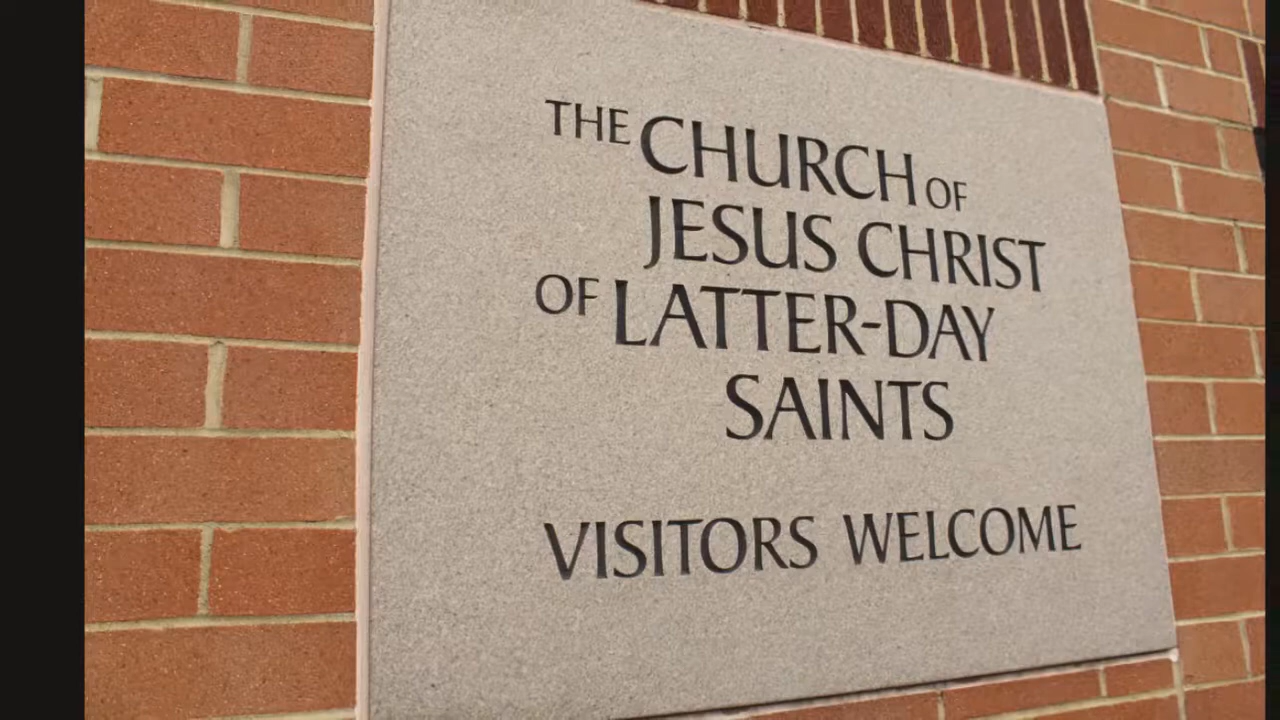 THE CHURCH OF
JESUS CHRIST
OF LATTER-DAY
SAINTS
VISITORS WELCOME